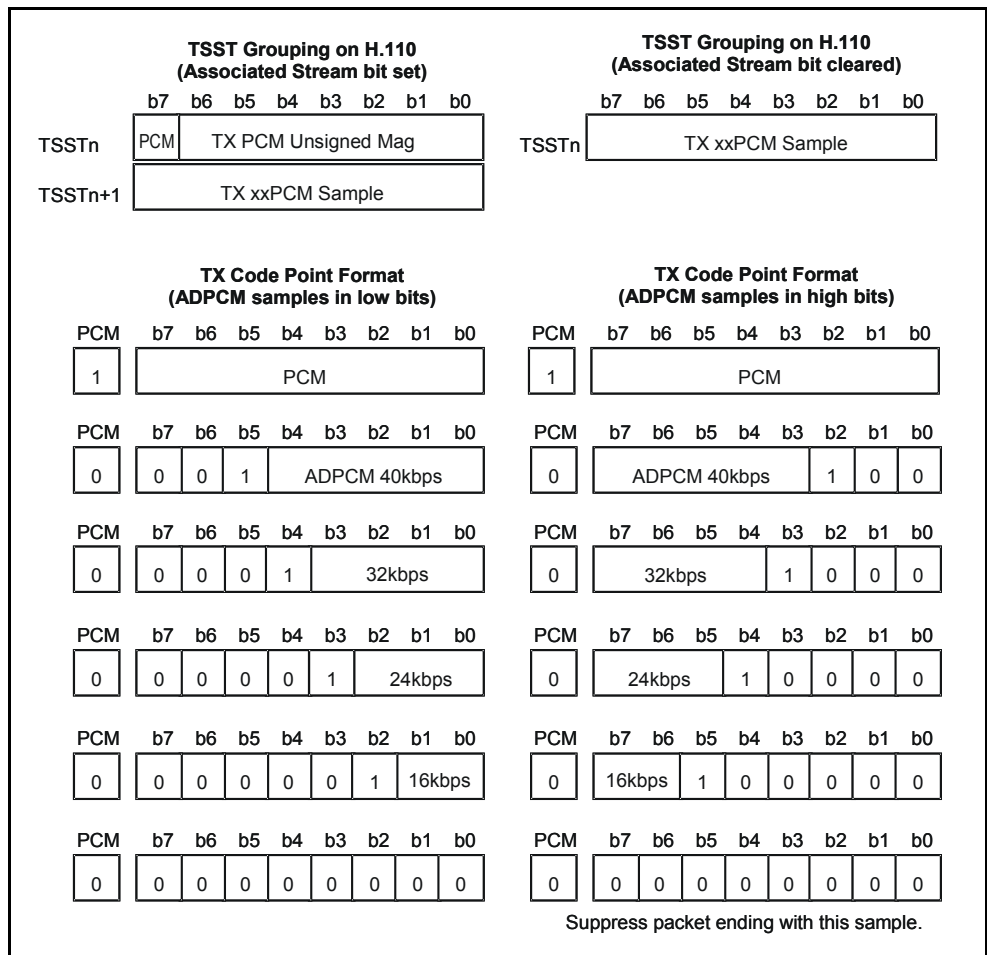 TSST Grouping on H.110
(Associated Stream bit set)
b7 b6 b5 b4 b3 b2 b1 b0
TSSTn PCM TX PCM Unsigned Mag
TSSTn+1 TX xxPCM Sample
TSST Grouping on H.110
(Associated Stream bit cleared)
b7 b6 b5 b4 b3 b2 b1 b0
TSSTn TX xxPCM Sample
TX Code Point Format
(ADPCM samples in low bits)
PCM b7 b6 b5 b4 b3 b2 b1 b0
1 PCM
PCM b7 b6 b5 b4 b3 b2 b1 b0
0 0 0 1 ADPCM 40kbps
PCM b7 b6 b5 b4 b3 b2 b1 b0
0 0 0 0 1 32kbps
PCM b7 b6 b5 b4 b3 b2 b1 b0
0 0 0 0 0 1 24kbps
PCM b7 b6 b5 b4 b3 b2 b1 b0
0 0 0 0 0 0 1 16kbps
PCM b7 b6 b5 b4 b3 b2 b1 b0
0 0 0 0 0 0 0 0 0
TX Code Point Format
(ADPCM samples in high bits)
PCM b7 b6 b5 b4 b3 b2 b1 b0
1 PCM
PCM b7 b6 b5 b4 b3 b2 b1 b0
0 ADPCM 40kbps 1 0 0
PCM b7 b6 b5 b4 b3 b2 b1 b0
0 32kbps 1 0 0 0
PCM b7 b6 b5 b4 b3 b2 b1 b0
0 24kbps 1 0 0 0 0
PCM b7 b6 b5 b4 b3 b2 b1 b0
0 16kbps 1 0 0 0 0 0
PCM b7 b6 b5 b4 b3 b2 b1 b0
0 0 0 0 0 0 0 0 0
Suppress packet ending with this sample.